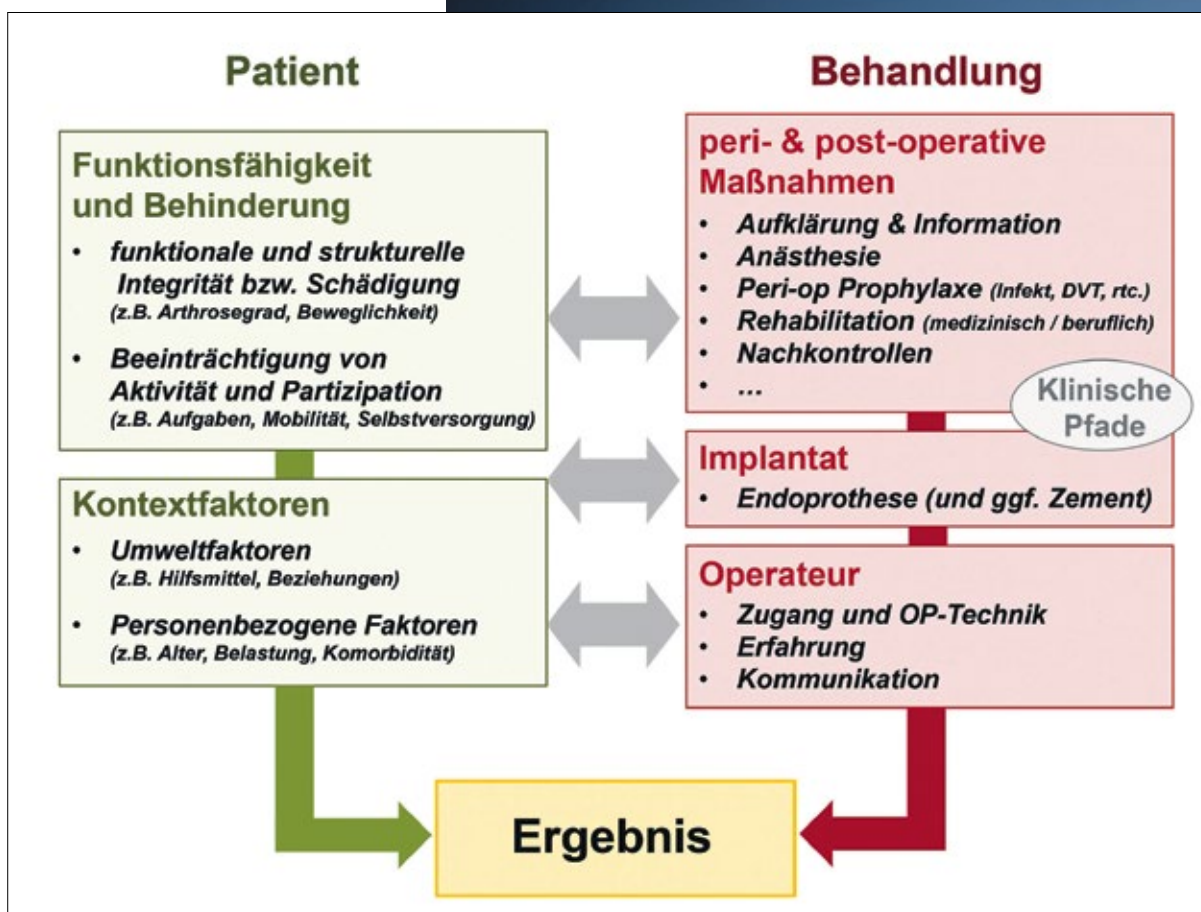 Patient
Funktionsfähigkeit
und Behinderung
• funktionale und strukturelle
Integrität bzw. Schädigung
(z.B. Arthrosegrad, Beweglichkeit)
• Beeinträchtigung von
Aktivität und Partizipation
(z.B. Aufgaben, Mobilität, Selbstversorgung)
Kontextfaktoren
• Umweltfaktoren
(z.B. Hilfsmittel, Beziehungen)
• Personenbezogene Faktoren
(z.B. Alter, Belastung, Komorbidität)
Behandlung
peri- & post-operative
Maßnahmen
• Aufklärung & Information
• Anästhesie
• Peri-op Prophylaxe (Infekt, DVT, rtc.)
• Rehabilitation (medizinisch / beruflich)
• Nachkontrollen
• ...
Klinische
Pfade
Implantat
• Endoprothese (und ggf. Zement)
Operateur
• Zugang und OP-Technik
• Erfahrung
• Kommunikation
Ergebnis